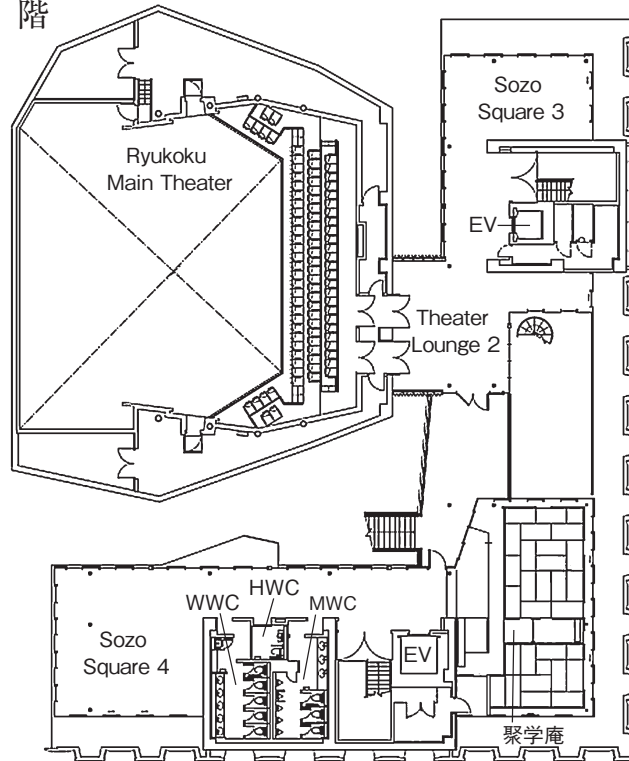 階
Sozo
Square 3
Ryukoku
Main Theater
EV
Theater
Lounge 2
HWC
WWC
MWC
Sozo
Square 4
EV
聚学庵